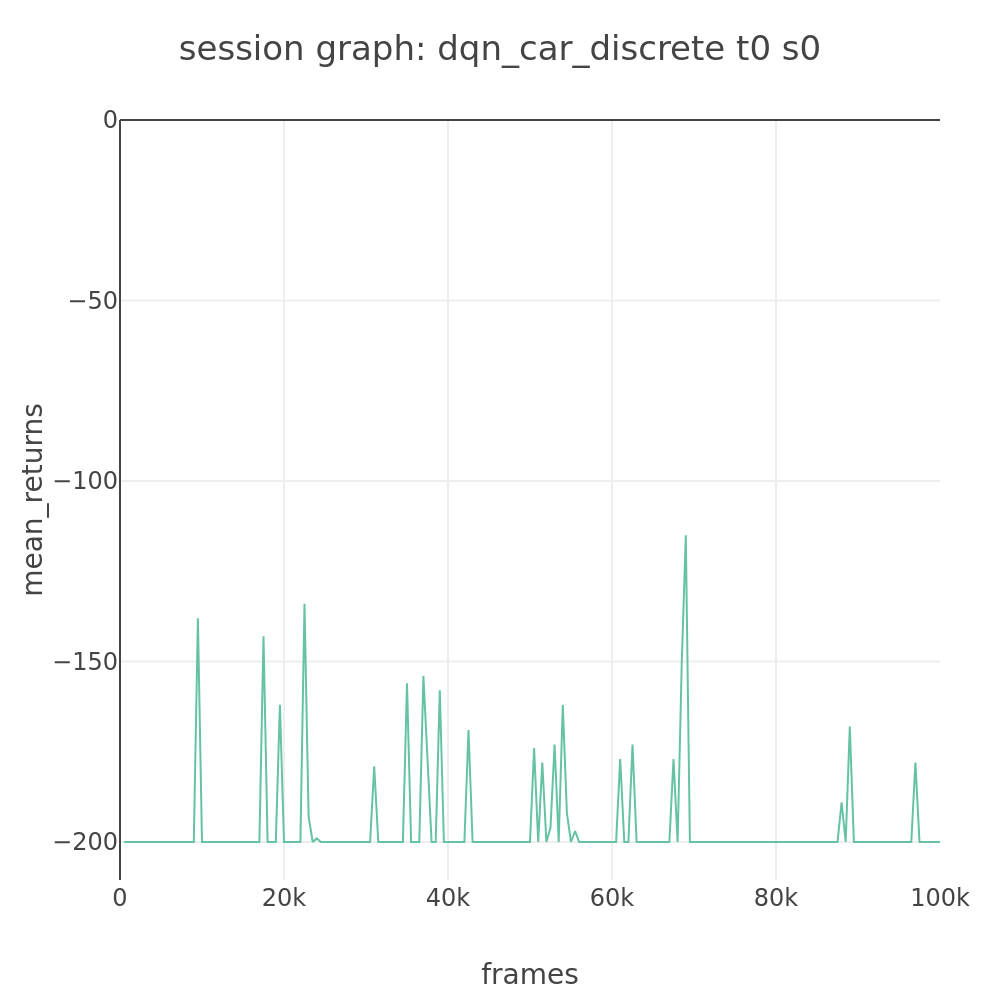 session graph: dqn_car_discrete t0 s0
0
−50
−100
−150
−200
mean_returns
0 20k 40k 60k 80k 100k
frames